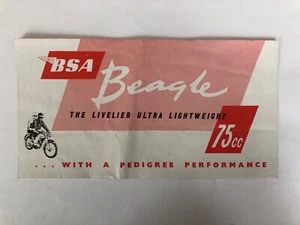 BSA
Beagle
THE LIVELIER ULTRA LIGHTWEIGHT
75cc
...WITH A PEDIGREE PERFORMANCE